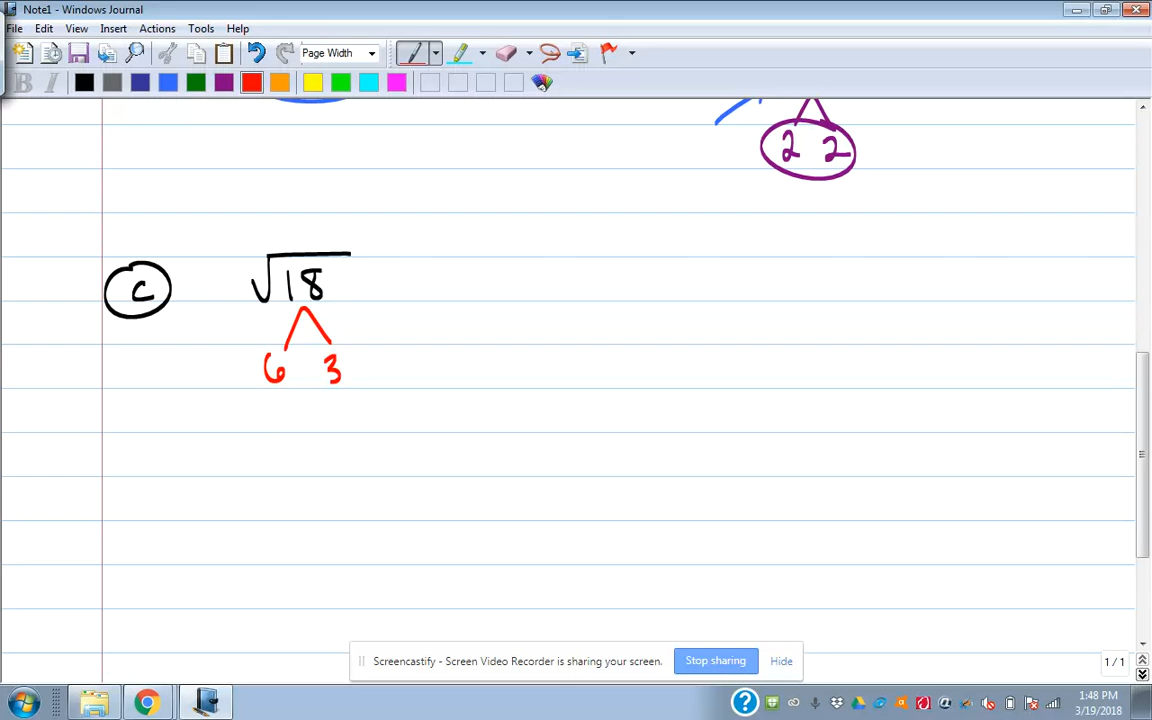 Note1 - Windows Journal
File Edit View Insert Actions Tools Help
Page Width
B I
2 2
c √18
6 3
Screencastify - Screen Video Recorder is sharing your screen. Stop sharing Hide
1 / 1
1:48 PM
3/19/2018